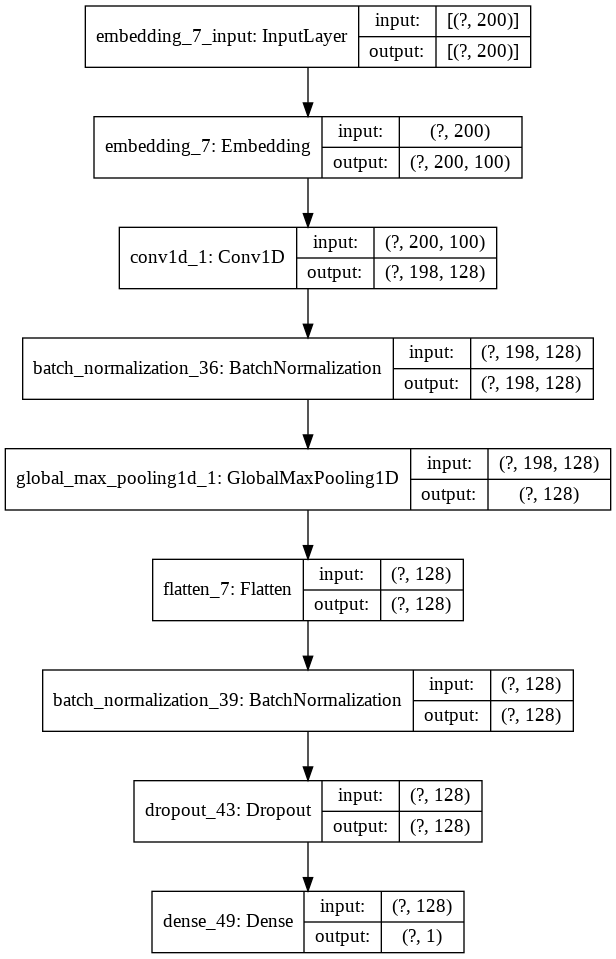 embedding_7_input: InputLayer
input: [(?, 200)]
output: [(?, 200)]
embedding_7: Embedding
input: (?, 200)
output: (?, 200, 100)
conv1d_1: Conv1D
input: (?, 200, 100)
output: (?, 198, 128)
batch_normalization_36: BatchNormalization
input: (?, 198, 128)
output: (?, 198, 128)
global_max_pooling1d_1: GlobalMaxPooling1D
input: (?, 198, 128)
output: (?, 128)
flatten_7: Flatten
input: (?, 128)
output: (?, 128)
batch_normalization_39: BatchNormalization
input: (?, 128)
output: (?, 128)
dropout_43: Dropout
input: (?, 128)
output: (?, 128)
dense_49: Dense
input: (?, 128)
output: (?, 1)